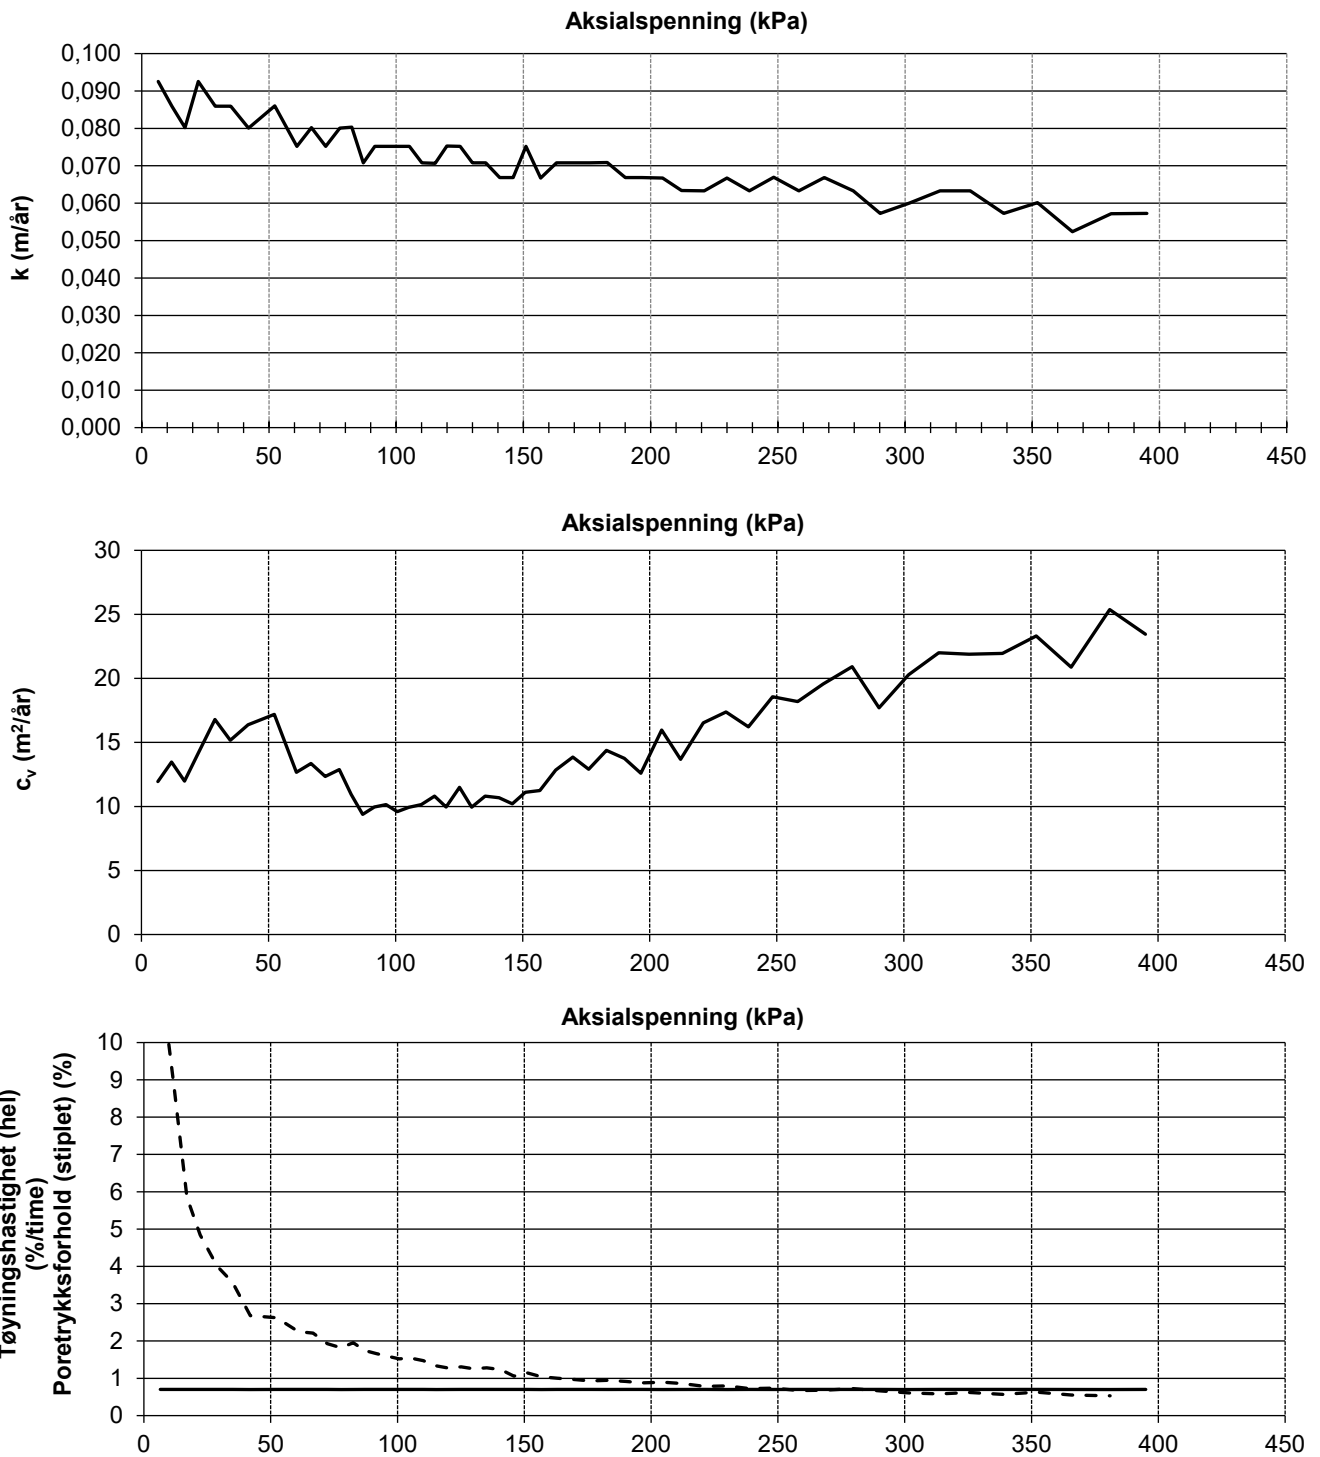 Aksialspenning (kPa)
0,100
0,090
0,080
0,070
0,060
0,050
0,040
0,030
0,020
0,010
0,000
k (m/år)
0 50 100 150 200 250 300 350 400 450
Aksialspenning (kPa)
30
25
20
15
10
5
0
cᵥ (m²/år)
0 50 100 150 200 250 300 350 400 450
Aksialspenning (kPa)
10
9
8
7
6
5
4
3
2
1
0
Tøyningshastighet (hel)
(%/time)
Poretrykksforhold (stiplet) (%)
0 50 100 150 200 250 300 350 400 450